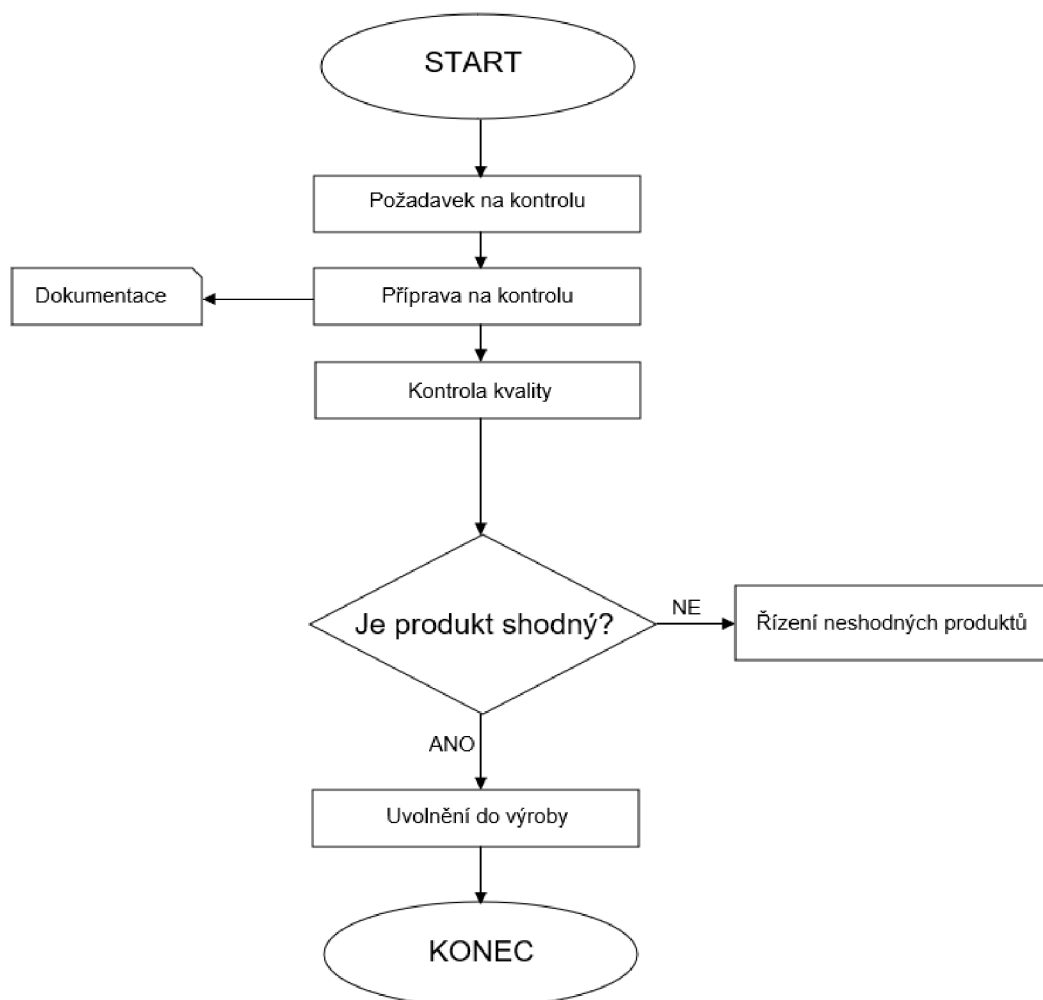 START
Požadavek na kontrolu
Dokumentace
Příprava na kontrolu
Kontrola kvality
Je produkt shodný?
NE
Řízení neshodných produktů
ANO
Uvolnění do výroby
KONEC